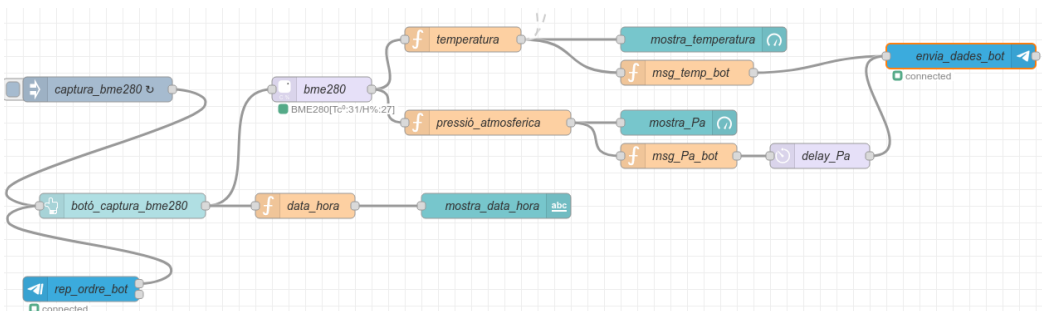 temperatura
mostra_temperatura
envia_dades_bot
connected
msg_temp_bot
captura_bme280 ↻
bme280
BME280[Tcº:31/H%:27]
pressió_atmosferica
mostra_Pa
msg_Pa_bot
delay_Pa
botó_captura_bme280
data_hora
mostra_data_hora
abc
rep_ordre_bot
connected